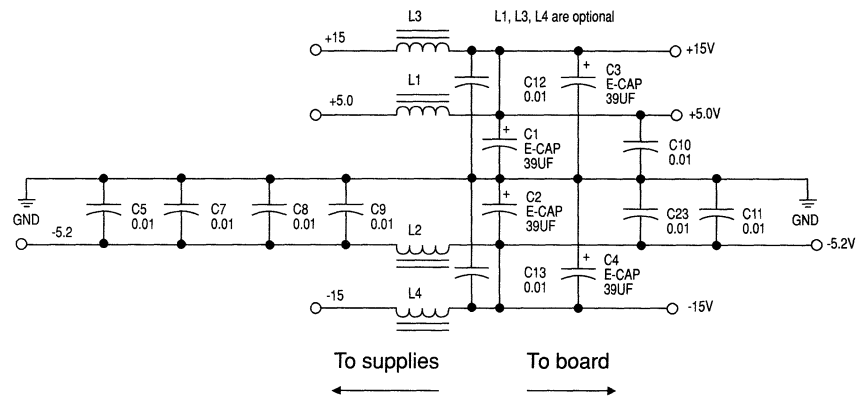 L3
L1, L3, L4 are optional
+15
+15V
C12
0.01
+ C3
E-CAP
39UF
L1
+5.0
+5.0V
+ C1
E-CAP
39UF
C10
0.01
GND
C5
0.01
C7
0.01
C8
0.01
C9
0.01
+ C2
E-CAP
39UF
C23
0.01
C11
0.01
GND
-5.2
L2
-5.2V
C13
0.01
+ C4
E-CAP
39UF
-15
L4
-15V
To supplies
To board